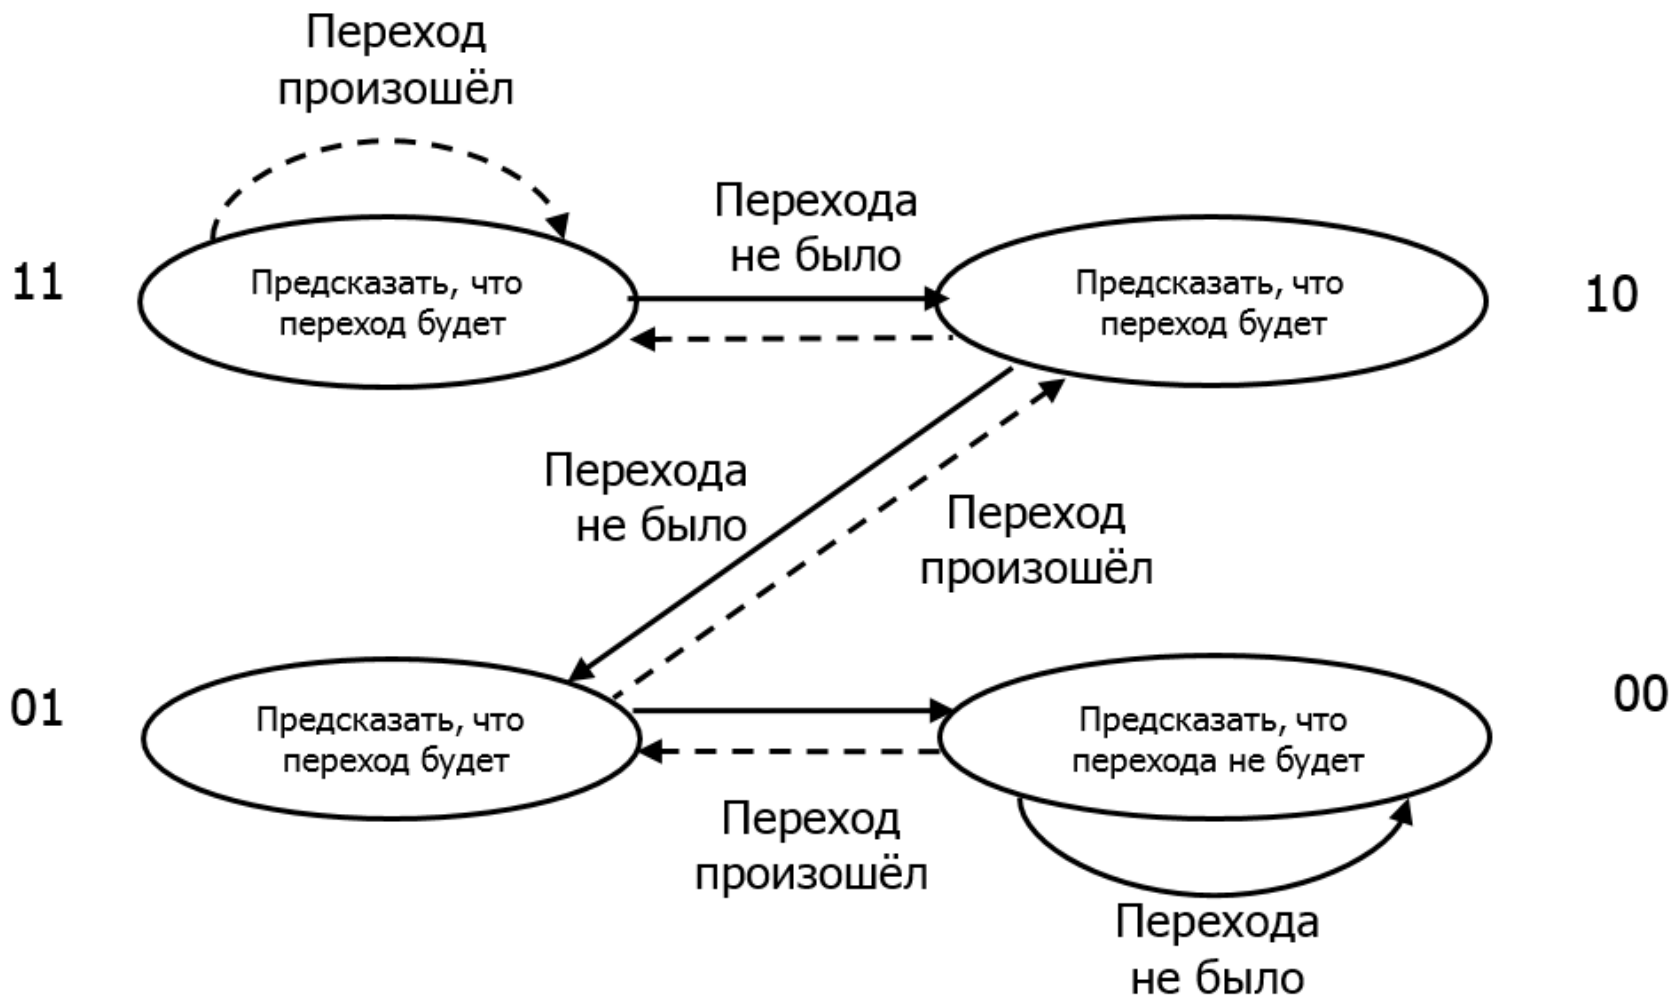 Переход
произошёл
Перехода
не было
11
Предсказать, что
переход будет
Предсказать, что
переход будет
10
Перехода
не было
Переход
произошёл
01
Предсказать, что
переход будет
Предсказать, что
перехода не будет
00
Переход
произошёл
Перехода
не было